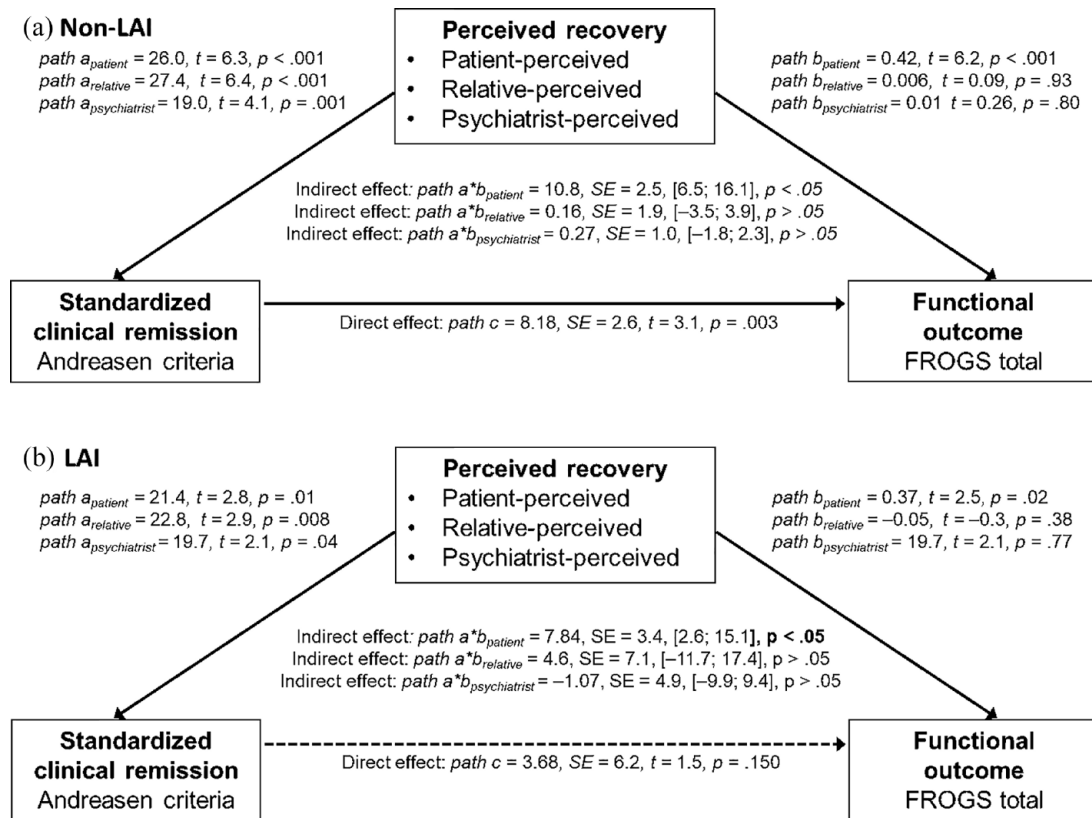 (a) Non-LAI
path a_patient = 26.0, t = 6.3, p < .001
path a_relative = 27.4, t = 6.4, p < .001
path a_psychiatrist = 19.0, t = 4.1, p = .001
Perceived recovery
• Patient-perceived
• Relative-perceived
• Psychiatrist-perceived
path b_patient = 0.42, t = 6.2, p < .001
path b_relative = 0.006, t = 0.09, p = .93
path b_psychiatrist = 0.01 t = 0.26, p = .80
Indirect effect: path a*b_patient = 10.8, SE = 2.5, [6.5; 16.1], p < .05
Indirect effect: path a*b_relative = 0.16, SE = 1.9, [−3.5; 3.9], p > .05
Indirect effect: path a*b_psychiatrist = 0.27, SE = 1.0, [−1.8; 2.3], p > .05
Standardized
clinical remission
Andreasen criteria
Direct effect: path c = 8.18, SE = 2.6, t = 3.1, p = .003
Functional
outcome
FROGS total
(b) LAI
path a_patient = 21.4, t = 2.8, p = .01
path a_relative = 22.8, t = 2.9, p = .008
path a_psychiatrist = 19.7, t = 2.1, p = .04
Perceived recovery
• Patient-perceived
• Relative-perceived
• Psychiatrist-perceived
path b_patient = 0.37, t = 2.5, p = .02
path b_relative = −0.05, t = −0.3, p = .38
path b_psychiatrist = 19.7, t = 2.1, p = .77
Indirect effect: path a*b_patient = 7.84, SE = 3.4, [2.6; 15.1], p < .05
Indirect effect: path a*b_relative = 4.6, SE = 7.1, [−11.7; 17.4], p > .05
Indirect effect: path a*b_psychiatrist = −1.07, SE = 4.9, [−9.9; 9.4], p > .05
Standardized
clinical remission
Andreasen criteria
Direct effect: path c = 3.68, SE = 6.2, t = 1.5, p = .150
Functional
outcome
FROGS total